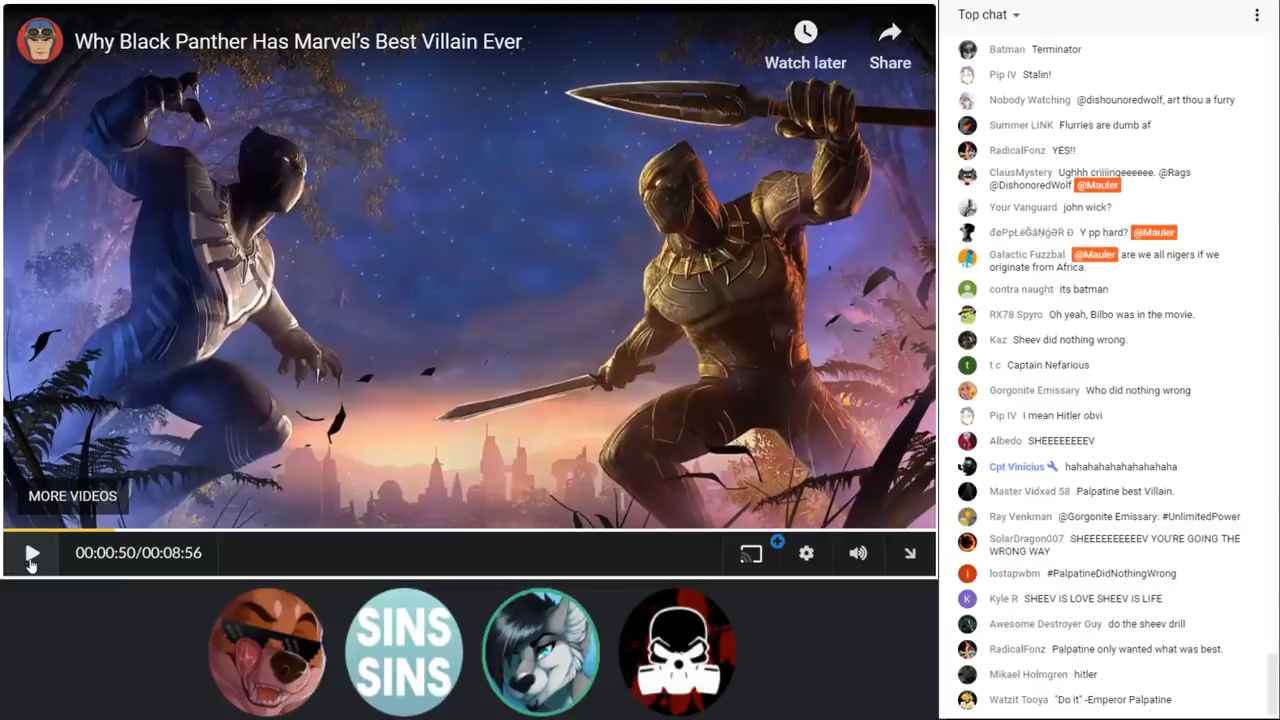 Why Black Panther Has Marvel’s Best Villain Ever
Watch later
Share
MORE VIDEOS
00:00:50/00:08:56
SINS
SINS
Top chat
Batman Terminator
Pip IV Stalin!
Nobody Watching @dishounoredwolf, art thou a furry
Summer LINK Flurries are dumb af
RadicalFonz YES!!
ClausMystery Ughhh criiiingeeeeee. @Rags
@DishonoredWolf @Mauler
Your Vanguard john wick?
Y pp hard? @Mauler
Galactic Fuzzbal @Mauler are we all nigers if we
originate from Africa.
contra naught its batman
RX78 Spyro Oh yeah, Bilbo was in the movie.
Kaz Sheev did nothing wrong.
t c Captain Nefarious
Gorgonite Emissary Who did nothing wrong
Pip IV I mean Hitler obvi
Albedo SHEEEEEEEEV
Cpt Vinicius hahahahahahahahaha
Master Vidxad 58 Palpatine best Villain.
Ray Venkman @Gorgonite Emissary: #UnlimitedPower
SolarDragon007 SHEEEEEEEEEV YOU'RE GOING THE
WRONG WAY
lostapwbm #PalpatineDidNothingWrong
Kyle R SHEEV IS LOVE SHEEV IS LIFE
Awesome Destroyer Guy do the sheev drill
RadicalFonz Palpatine only wanted what was best.
Mikael Holmgren hitler
Watzit Tooya "Do it" -Emperor Palpatine